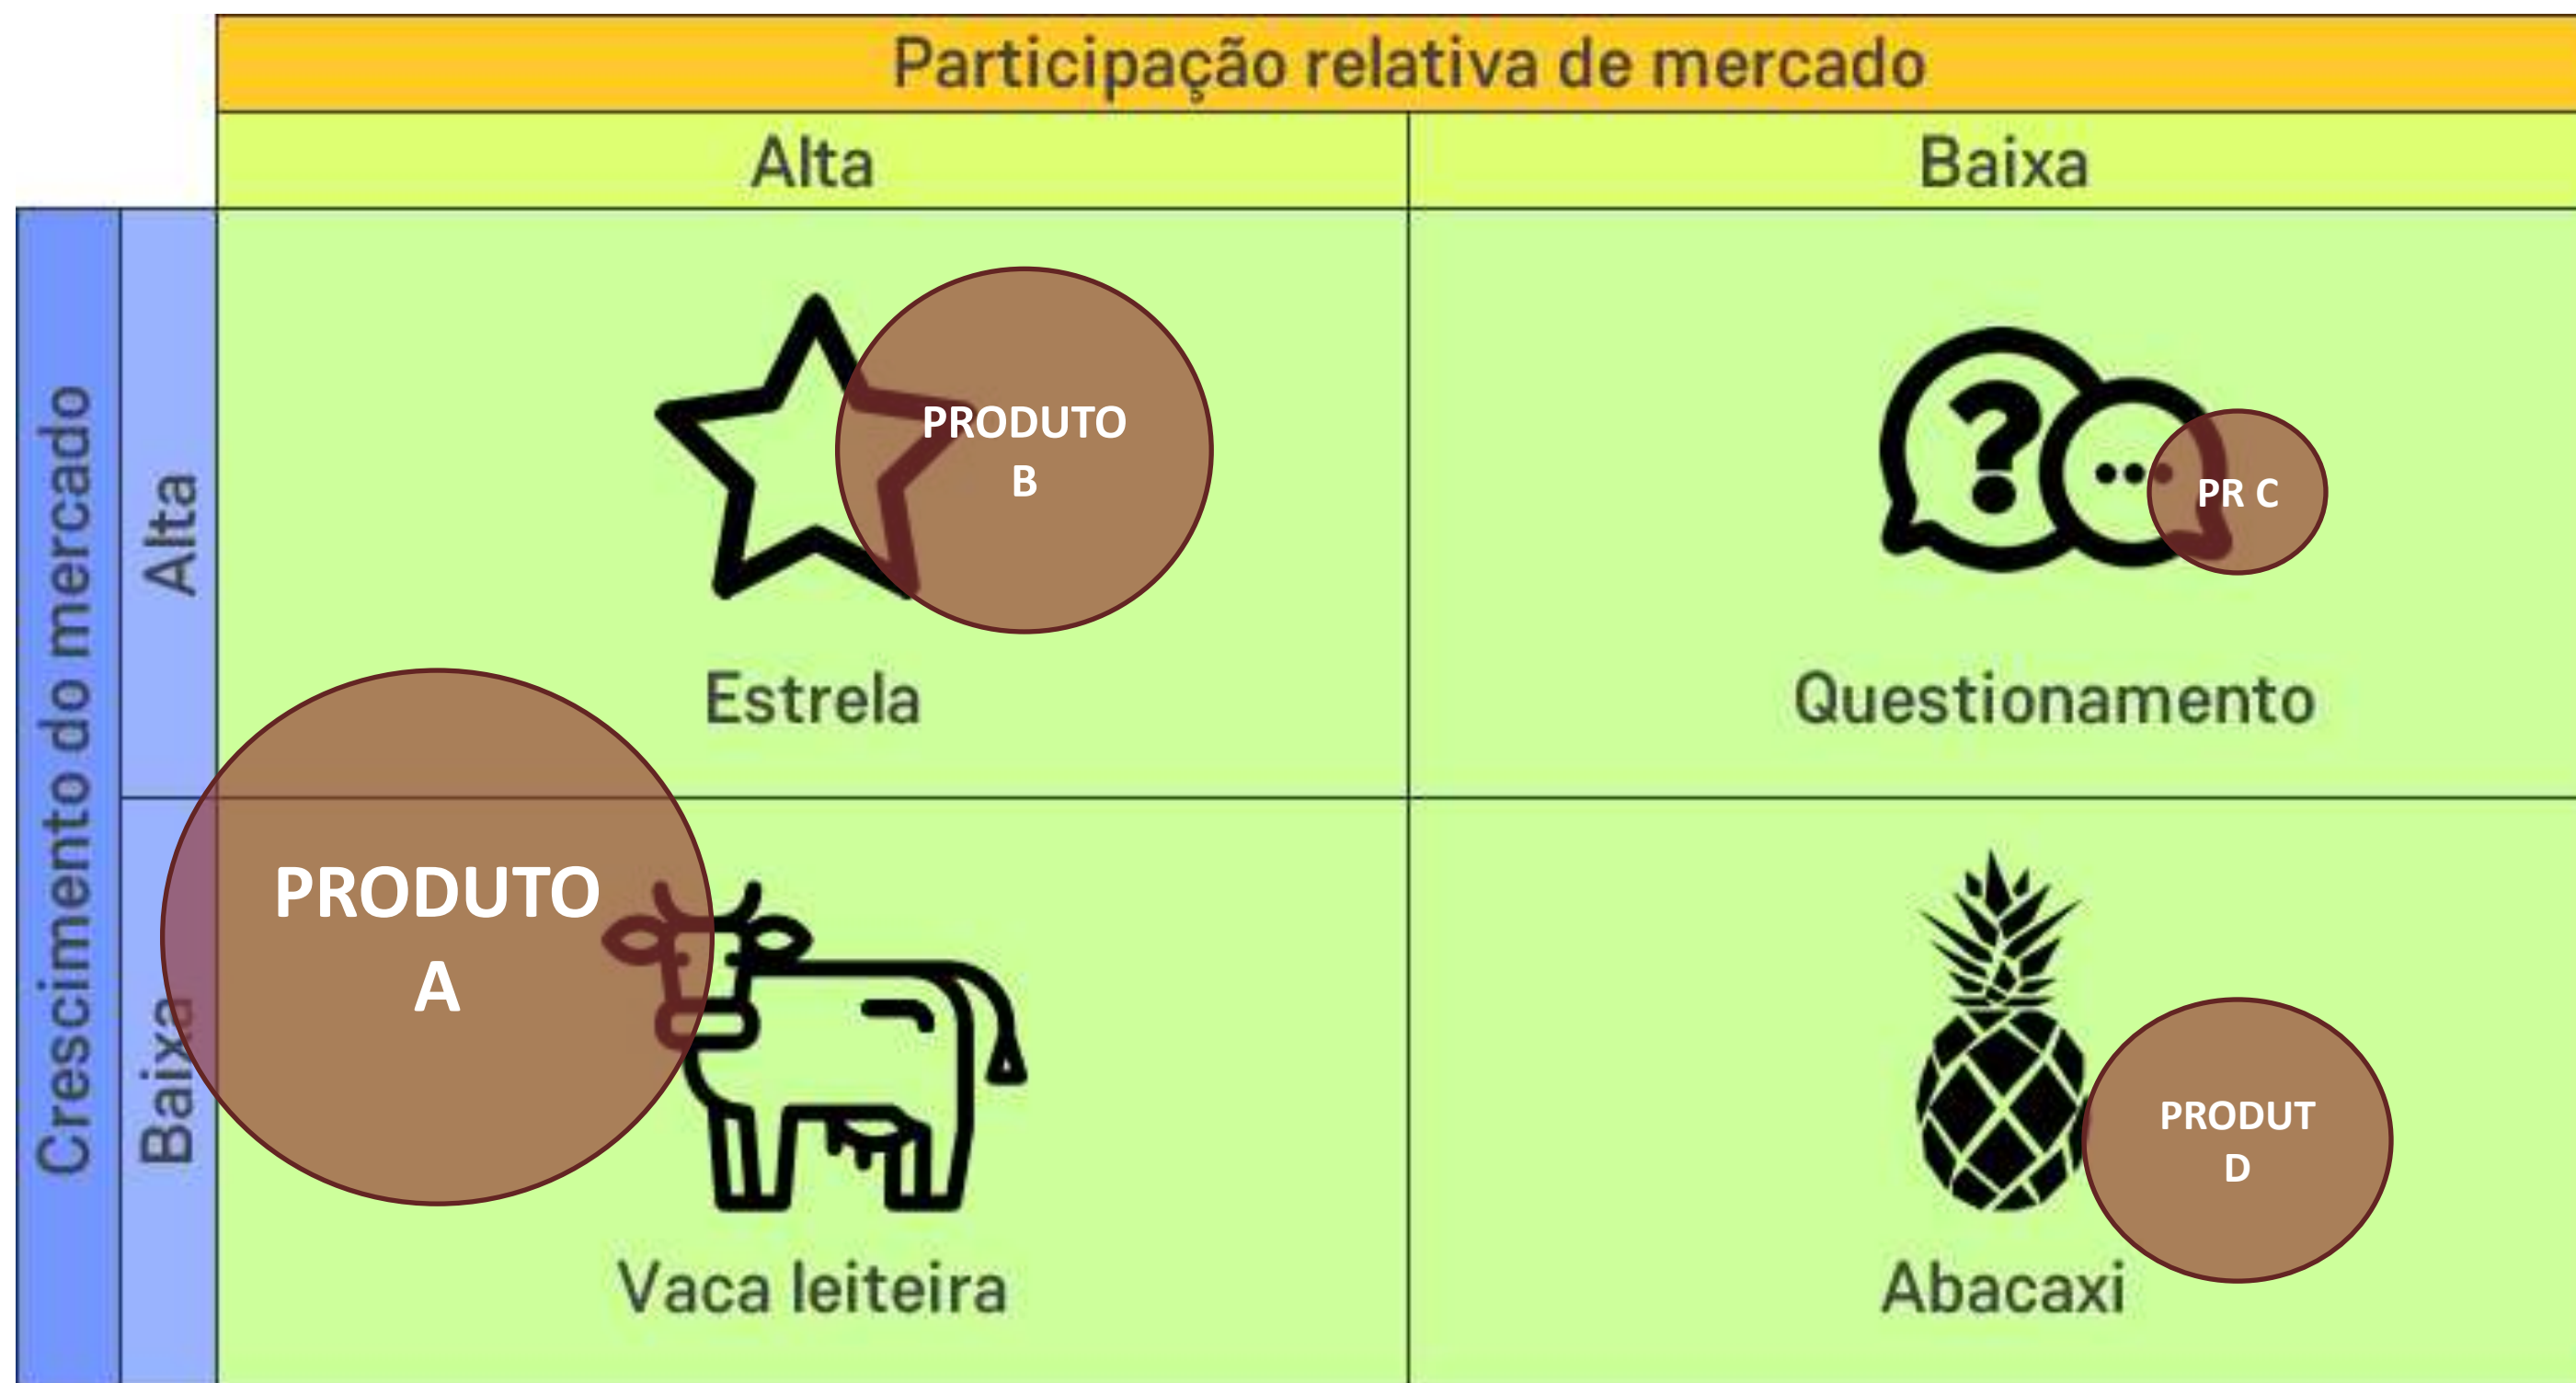 Participação relativa de mercado
Alta
Baixa
Crescimento do mercado
Alta
PRODUTO
B
PR C
Estrela
Questionamento
Baixa
PRODUTO
A
PRODUT
D
Vaca leiteira
Abacaxi